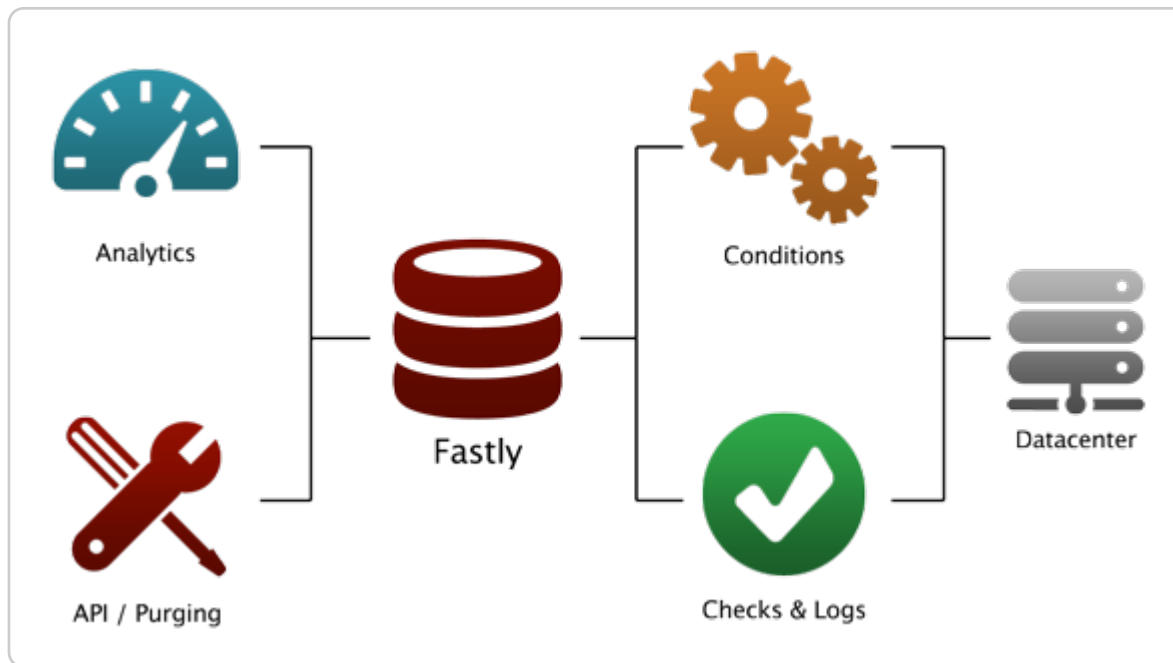 Analytics
Conditions
Fastly
Datacenter
API / Purging
Checks & Logs